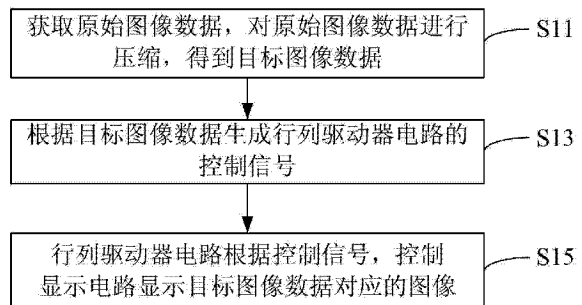 获取原始图像数据，对原始图像数据进行
压缩，得到目标图像数据
S11
根据目标图像数据生成行列驱动器电路的
控制信号
S13
行列驱动器电路根据控制信号，控制
显示电路显示目标图像数据对应的图像
S15